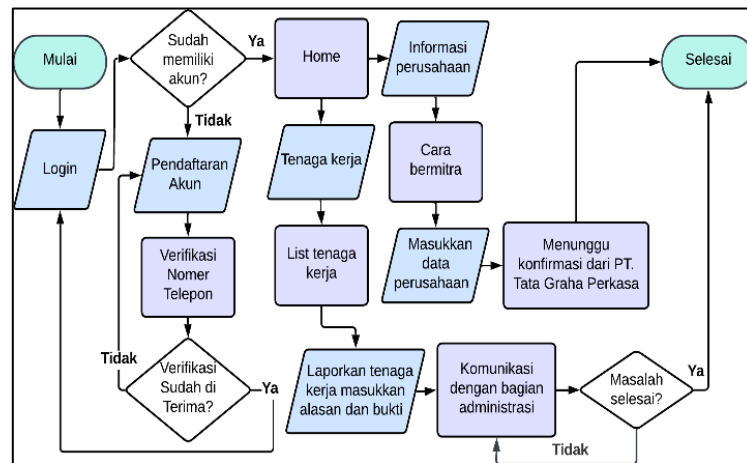 Mulai
Login
Sudah
memiliki
akun?
Ya
Tidak
Pendaftaran
Akun
Verifikasi
Nomer
Telepon
Verifikasi
Sudah di
Terima?
Tidak
Ya
Home
Tenaga kerja
List tenaga
kerja
Laporkan tenaga
kerja masukkan
alasan dan bukti
Informasi
perusahaan
Cara
bermitra
Masukkan
data
perusahaan
Menunggu
konfirmasi dari PT.
Tata Graha Perkasa
Komunikasi
dengan bagian
administrasi
Masalah
selesai?
Tidak
Ya
Selesai